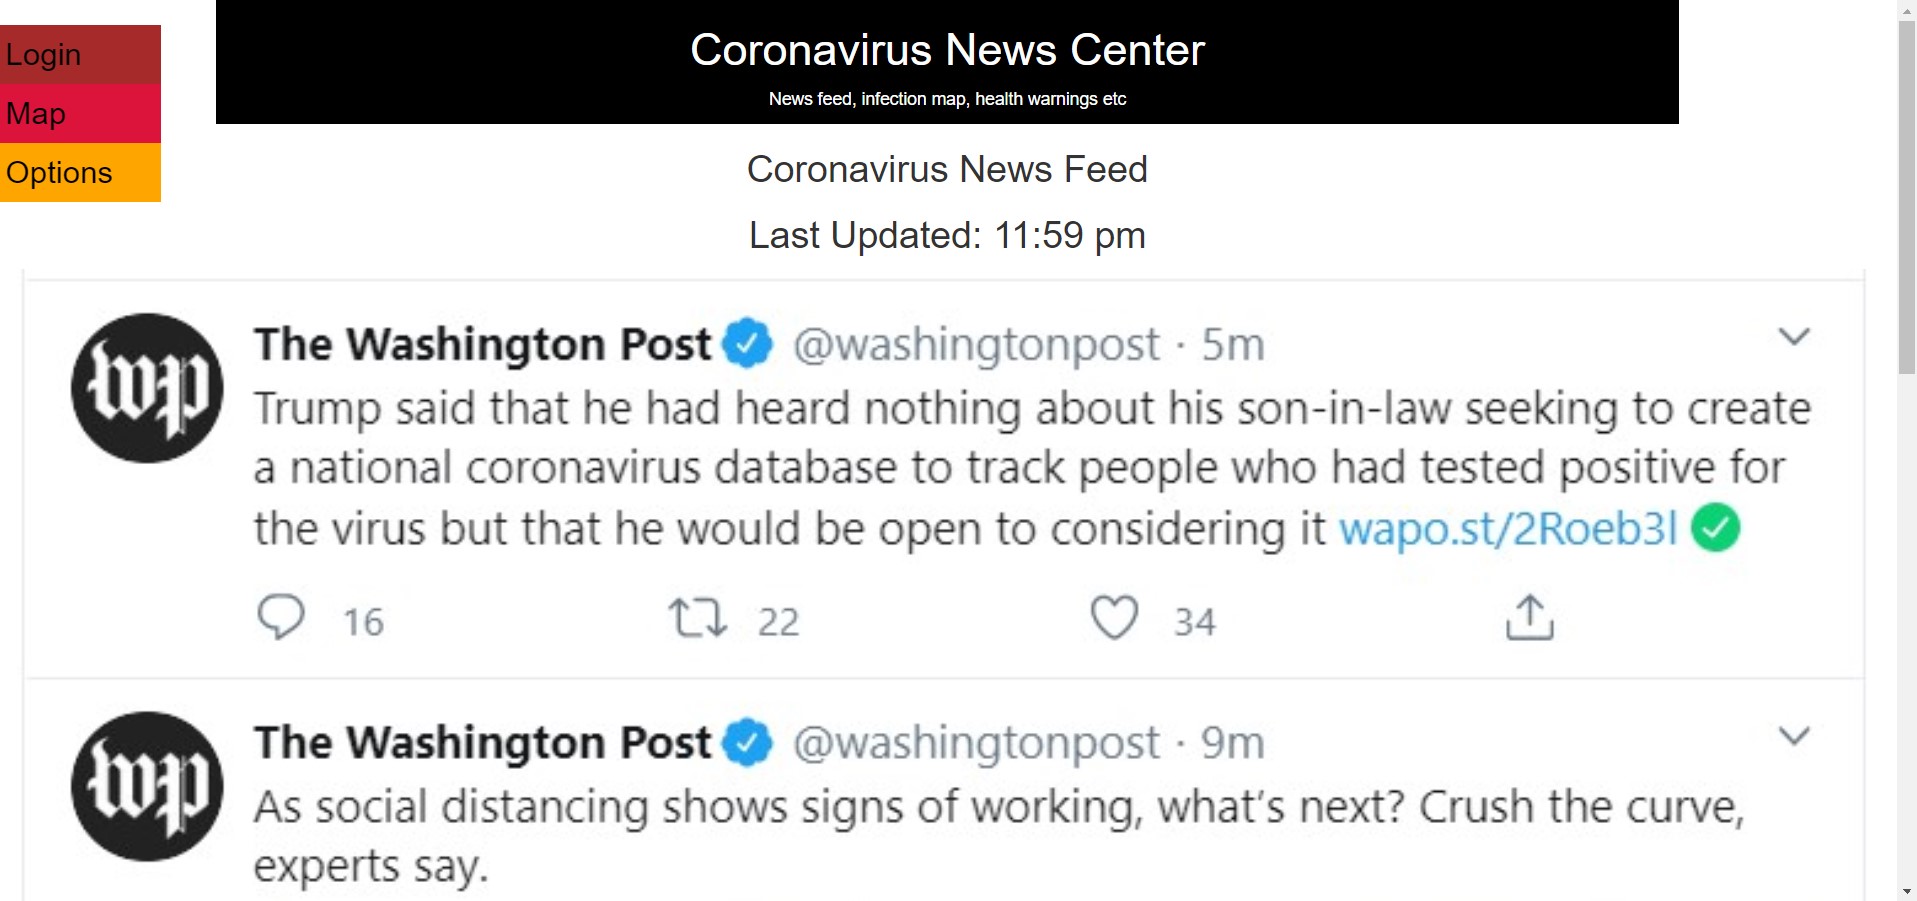 Login
Map
Options
Coronavirus News Center
News feed, infection map, health warnings etc
Coronavirus News Feed
Last Updated: 11:59 pm
wp
The Washington Post @washingtonpost · 5m
Trump said that he had heard nothing about his son-in-law seeking to create
a national coronavirus database to track people who had tested positive for
the virus but that he would be open to considering it wapo.st/2Roeb3l
16 22 34
wp
The Washington Post @washingtonpost · 9m
As social distancing shows signs of working, what's next? Crush the curve,
experts say.